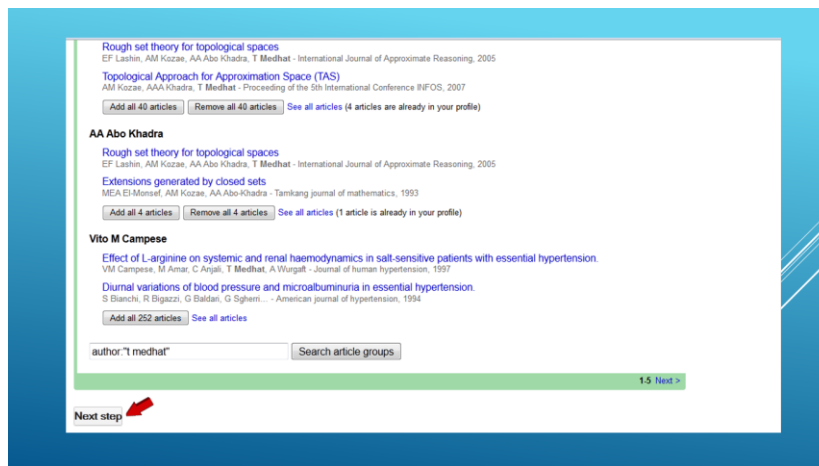 Rough set theory for topological spaces
EF Lashin, AM Kozae, AA Abo Khadra, T Medhat - International Journal of Approximate Reasoning, 2005
Topological Approach for Approximation Space (TAS)
AM Kozae, AAA Khadra, T Medhat - Proceeding of the 5th International Conference INFOS, 2007
Add all 40 articles Remove all 40 articles See all articles (4 articles are already in your profile)
AA Abo Khadra
Rough set theory for topological spaces
EF Lashin, AM Kozae, AA Abo Khadra, T Medhat - International Journal of Approximate Reasoning, 2005
Extensions generated by closed sets
MEA El-Monsef, AM Kozae, AA Abo-Khadra - Tamkang journal of mathematics, 1993
Add all 4 articles Remove all 4 articles See all articles (1 article is already in your profile)
Vito M Campese
Effect of L-arginine on systemic and renal haemodynamics in salt-sensitive patients with essential hypertension.
VM Campese, M Amar, C Anjali, T Medhat, A Wurgaft - Journal of human hypertension, 1997
Diurnal variations of blood pressure and microalbuminuria in essential hypertension.
S Bianchi, R Bigazzi, G Baldari, G Sgherri... - American journal of hypertension, 1994
Add all 252 articles See all articles
author:"t medhat" Search article groups
1-5 Next >
Next step